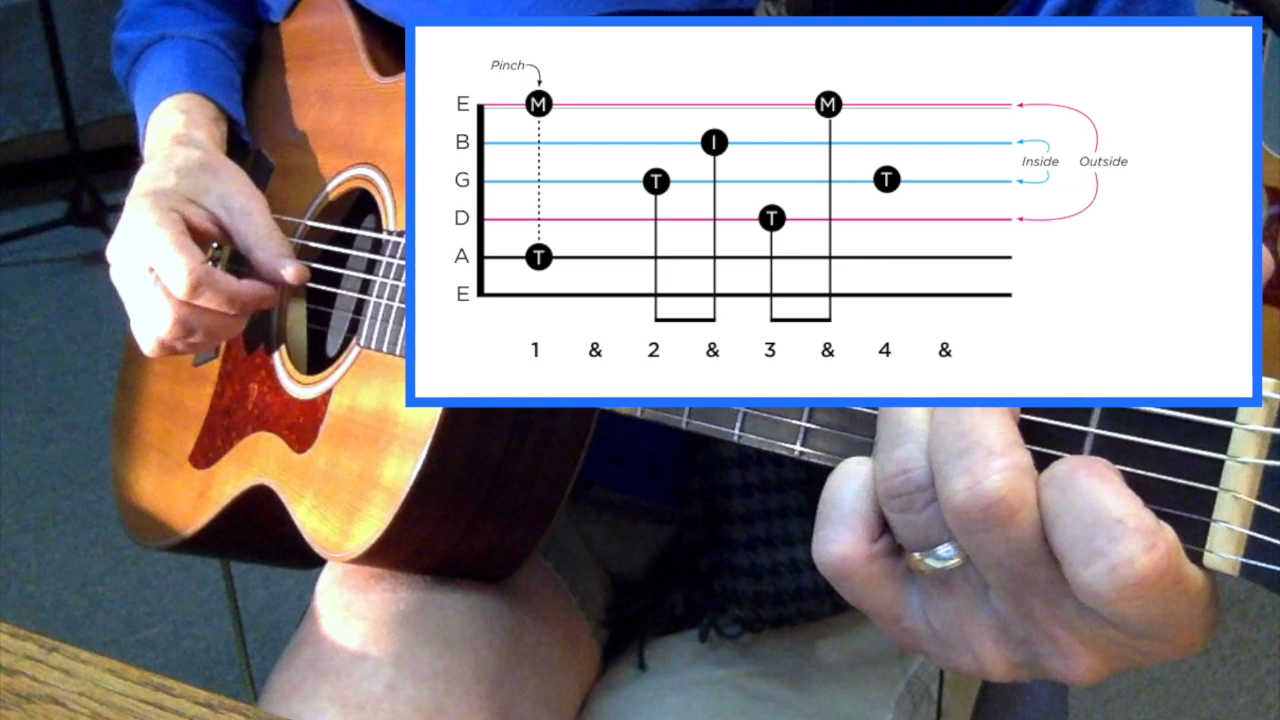 Pinch
E M M
B I
Inside Outside
G T T
D T
A T
E
1 & 2 & 3 & 4 &